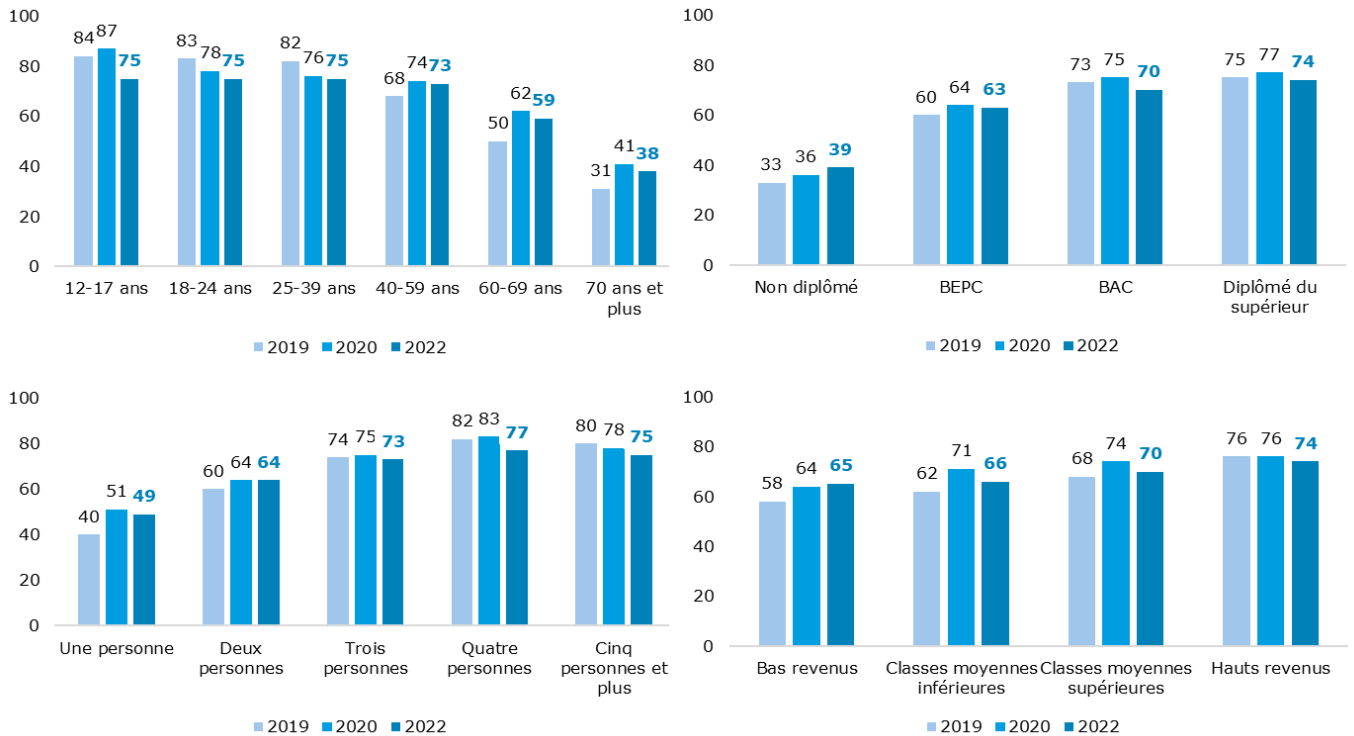 100
80
60
40
20
0
84 87 75
83 78 75
82 76 75
68 74 73
50 62 59
31 41 38
12-17 ans 18-24 ans 25-39 ans 40-59 ans 60-69 ans 70 ans et
plus
2019 2020 2022
100
80
60
40
20
0
33 36 39
60 64 63
73 75 70
75 77 74
Non diplômé BEPC BAC Diplômé du
supérieur
2019 2020 2022
100
80
60
40
20
0
40 51 49
60 64 64
74 75 73
82 83 77
80 78 75
Une personne Deux Trois Quatre Cinq
personnes personnes personnes personnes et
plus
2019 2020 2022
100
80
60
40
20
0
58 64 65
62 71 66
68 74 70
76 76 74
Bas revenus Classes moyennes Classes moyennes Hauts revenus
inférieures supérieures
2019 2020 2022